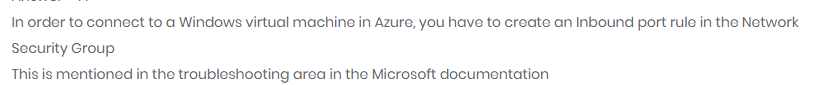 In order to connect to a Windows virtual machine in Azure, you have to create an Inbound port rule in the Network
Security Group
This is mentioned in the troubleshooting area in the Microsoft documentation